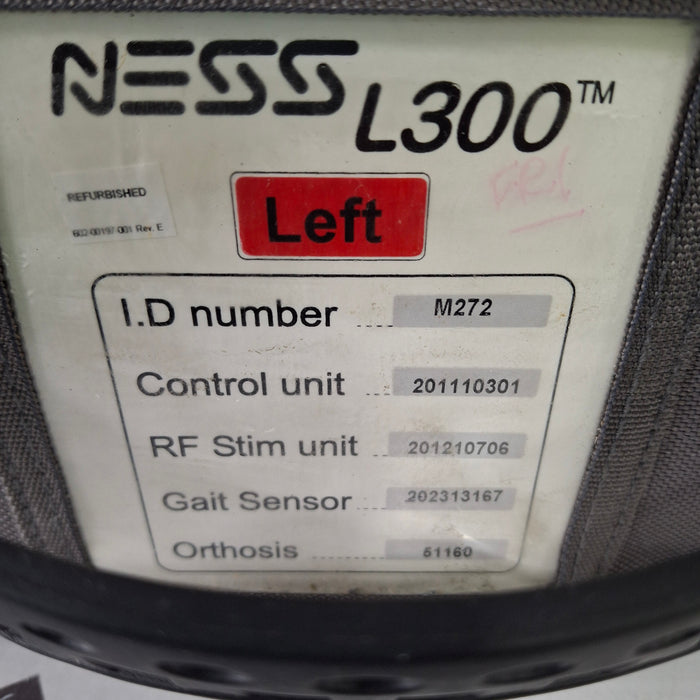 NESS L300™
REFURBISHED
602-00197-001 Rev. E
Left
I.D number .... M272
Control unit ... 201110301
RF Stim unit ... 201210706
Gait Sensor .... 202313167
Orthosis ........... 51160